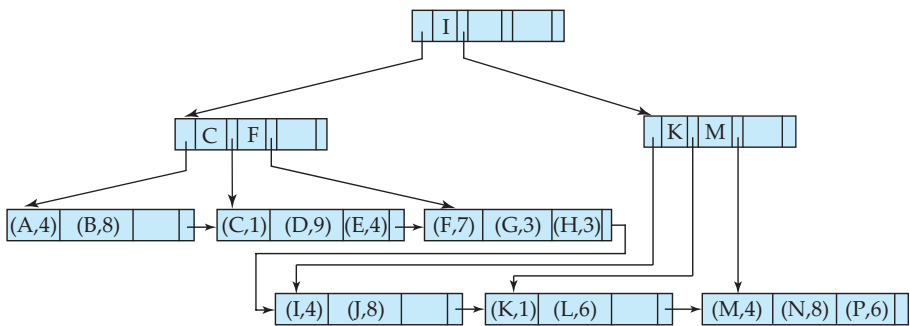 I
C F
K M
(A,4) (B,8) (C,1) (D,9) (E,4) (F,7) (G,3) (H,3)
(I,4) (J,8) (K,1) (L,6) (M,4) (N,8) (P,6)